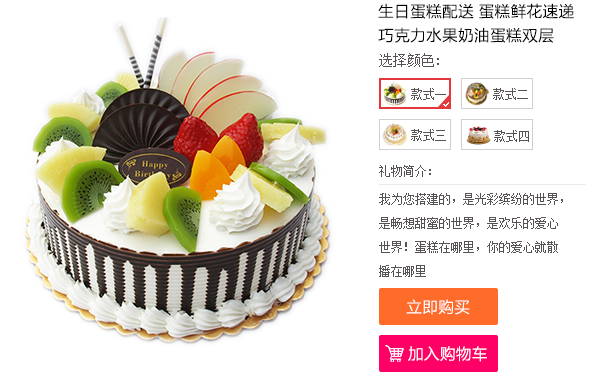 生日蛋糕配送 蛋糕鲜花速递
巧克力水果奶油蛋糕双层
选择颜色:
款式一 款式二
款式三 款式四
Happy
Birthday
礼物简介:
我为您搭建的，是光彩缤纷的世界，
是畅想甜蜜的世界，是欢乐的爱心
世界！蛋糕在哪里，你的爱心就散
播在哪里
立即购买
加入购物车